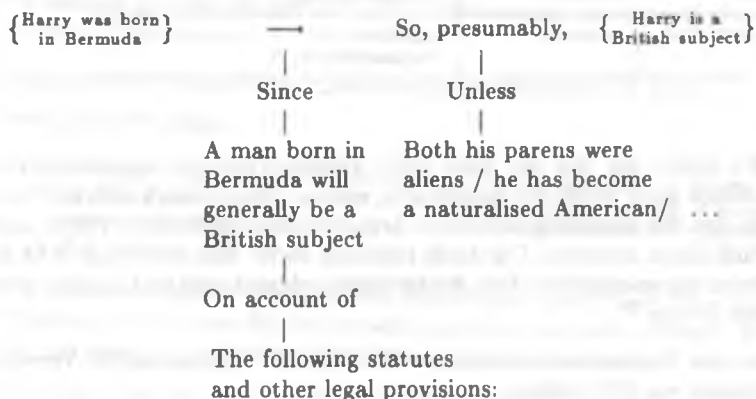 {Harry was born in Bermuda} → So, presumably, {Harry is a British subject}
Since
Unless
A man born in
Bermuda will
generally be a
British subject
Both his parens were
aliens / he has become
a naturalised American/ ...
On account of
The following statutes
and other legal provisions: